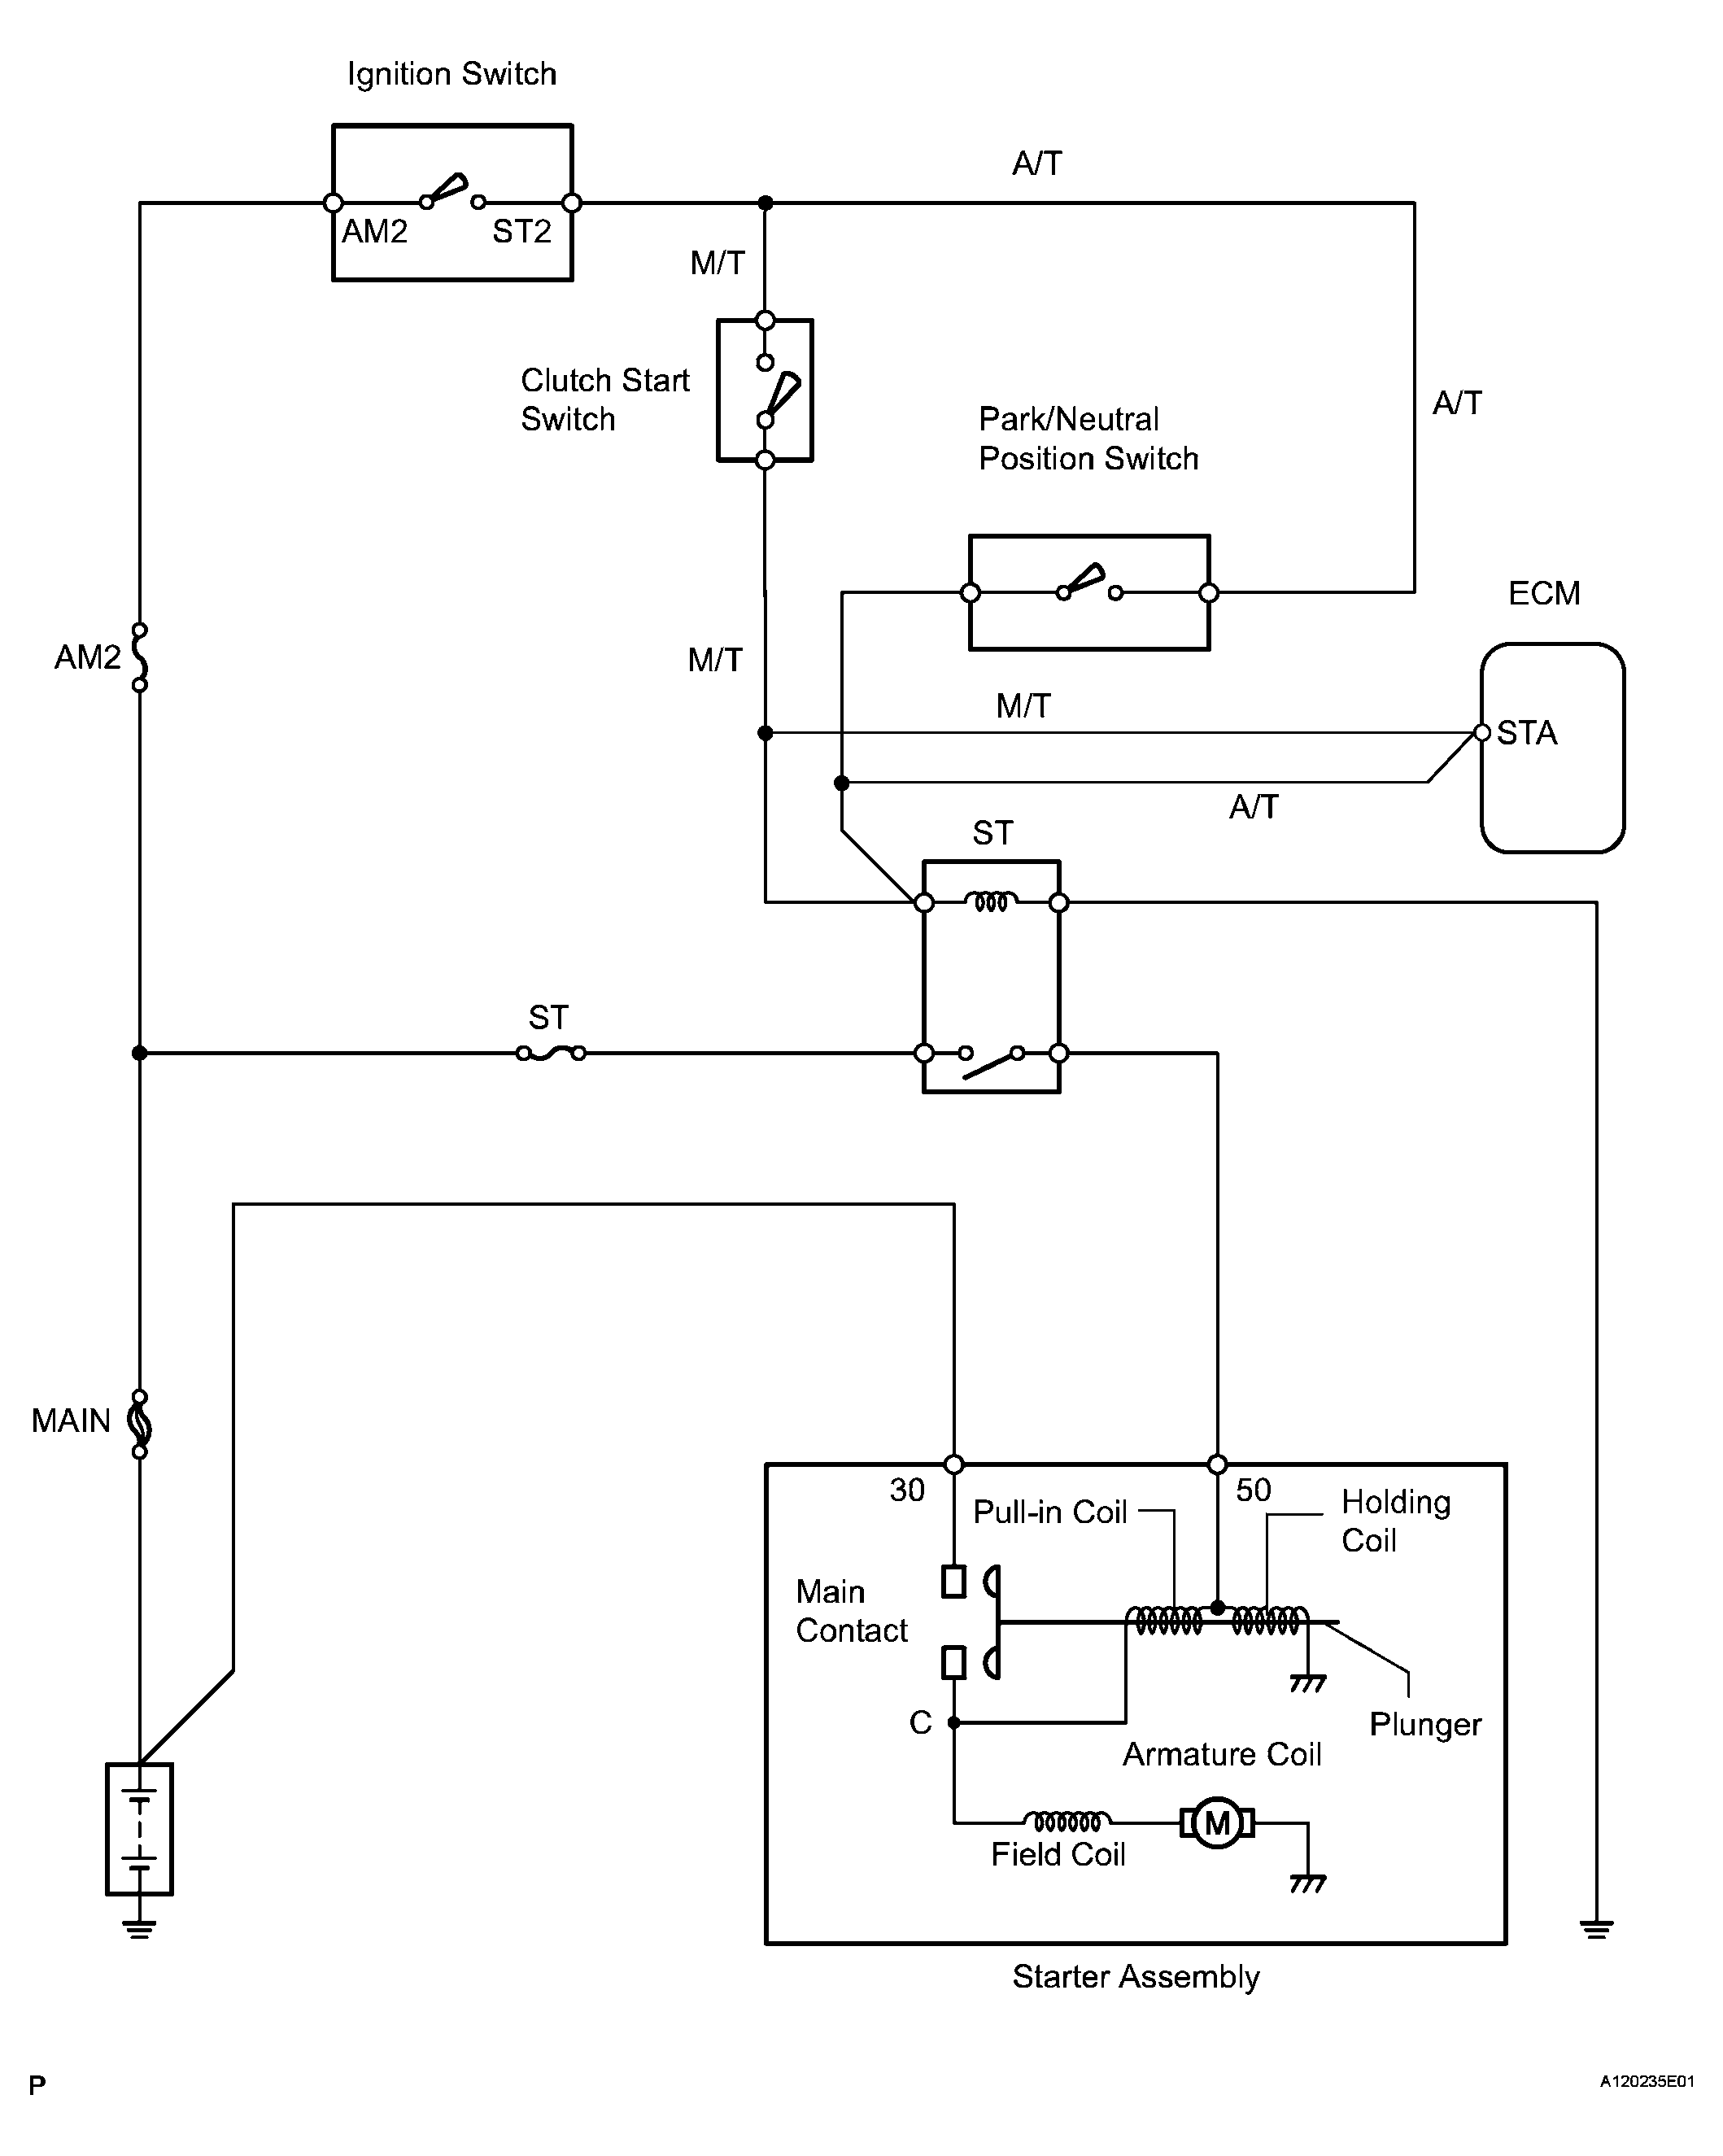 Ignition Switch
A/T
AM2
ST2
M/T
Clutch Start
Switch
A/T
Park/Neutral
Position Switch
ECM
AM2
M/T
M/T
STA
A/T
ST
ST
MAIN
30
50
Pull-in Coil
Holding
Coil
Main
Contact
C
Plunger
Armature Coil
M
Field Coil
Starter Assembly
P
A120235E01